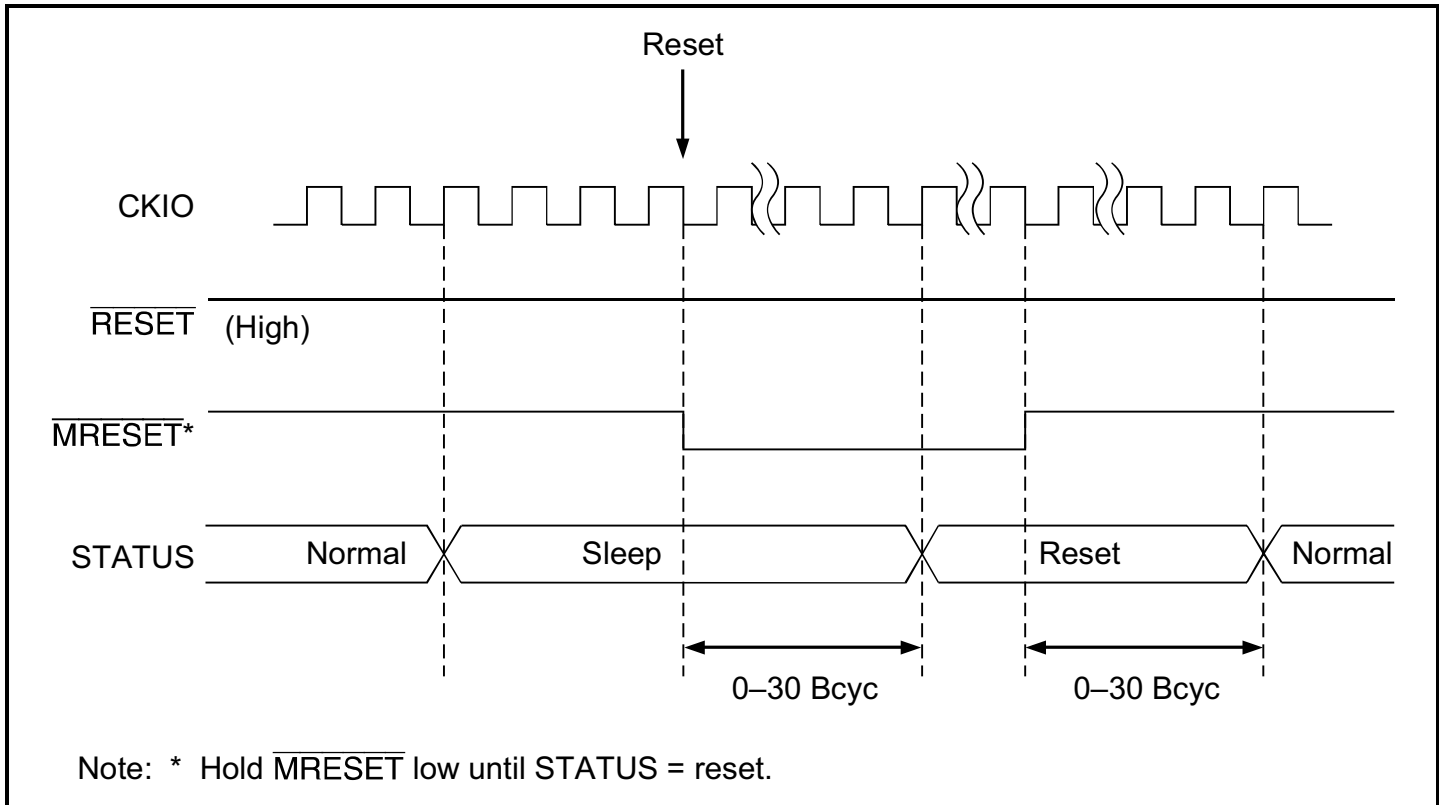 Reset
CKIO
RESET (High)
MRESET*
STATUS Normal Sleep Reset Normal
0–30 Bcyc 0–30 Bcyc
Note: * Hold MRESET low until STATUS = reset.